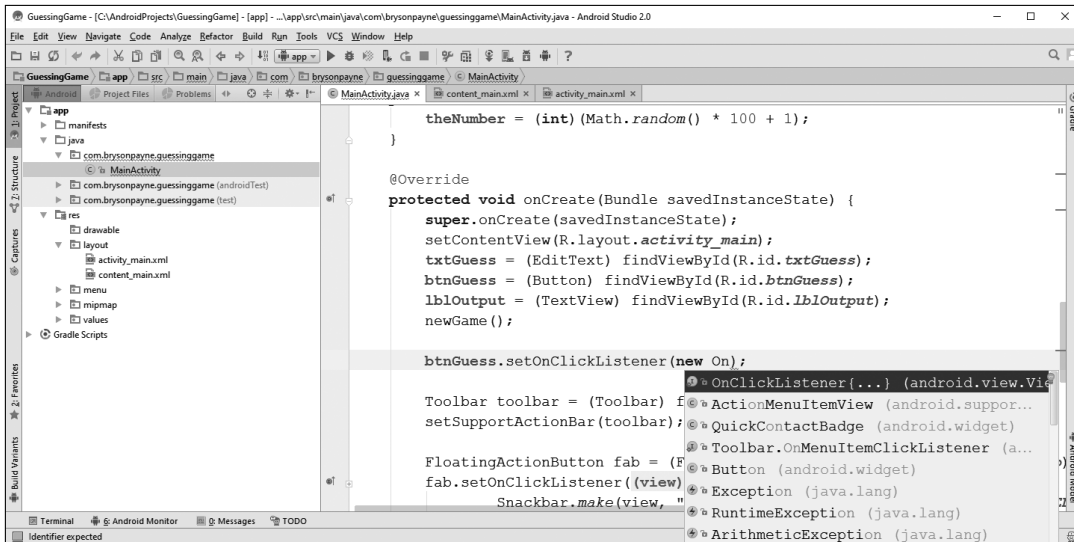 GuessingGame - [C:\AndroidProjects\GuessingGame] - [app] - ...\app\src\main\java\com\brysonpayne\guessinggame\MainActivity.java - Android Studio 2.0
File Edit View Navigate Code Analyze Refactor Build Run Tools VCS Window Help
app
GuessingGame app src main java com brysonpayne guessinggame MainActivity
Android Project Files Problems
MainActivity.java content_main.xml activity_main.xml
1: Project
Z: Structure
Captures
2: Favorites
Build Variants
app
manifests
java
com.brysonpayne.guessinggame
MainActivity
com.brysonpayne.guessinggame (androidTest)
com.brysonpayne.guessinggame (test)
res
drawable
layout
activity_main.xml
content_main.xml
menu
mipmap
values
Gradle Scripts
theNumber = (int)(Math.random() * 100 + 1);
}
@Override
protected void onCreate(Bundle savedInstanceState) {
super.onCreate(savedInstanceState);
setContentView(R.layout.activity_main);
txtGuess = (EditText) findViewById(R.id.txtGuess);
btnGuess = (Button) findViewById(R.id.btnGuess);
lblOutput = (TextView) findViewById(R.id.lblOutput);
newGame();
btnGuess.setOnClickListener(new On);
Toolbar toolbar = (Toolbar) f
setSupportActionBar(toolbar);
FloatingActionButton fab = (F
fab.setOnClickListener((view)
Snackbar.make(view, "
OnClickListener{...} (android.view.Vie
ActionMenuItemView (android.suppor...
QuickContactBadge (android.widget)
Toolbar.OnMenuItemClickListener (a...
Button (android.widget)
Exception (java.lang)
RuntimeException (java.lang)
ArithmeticException (java.lang)
Gradle
Terminal 6: Android Monitor 0: Messages TODO
Identifier expected